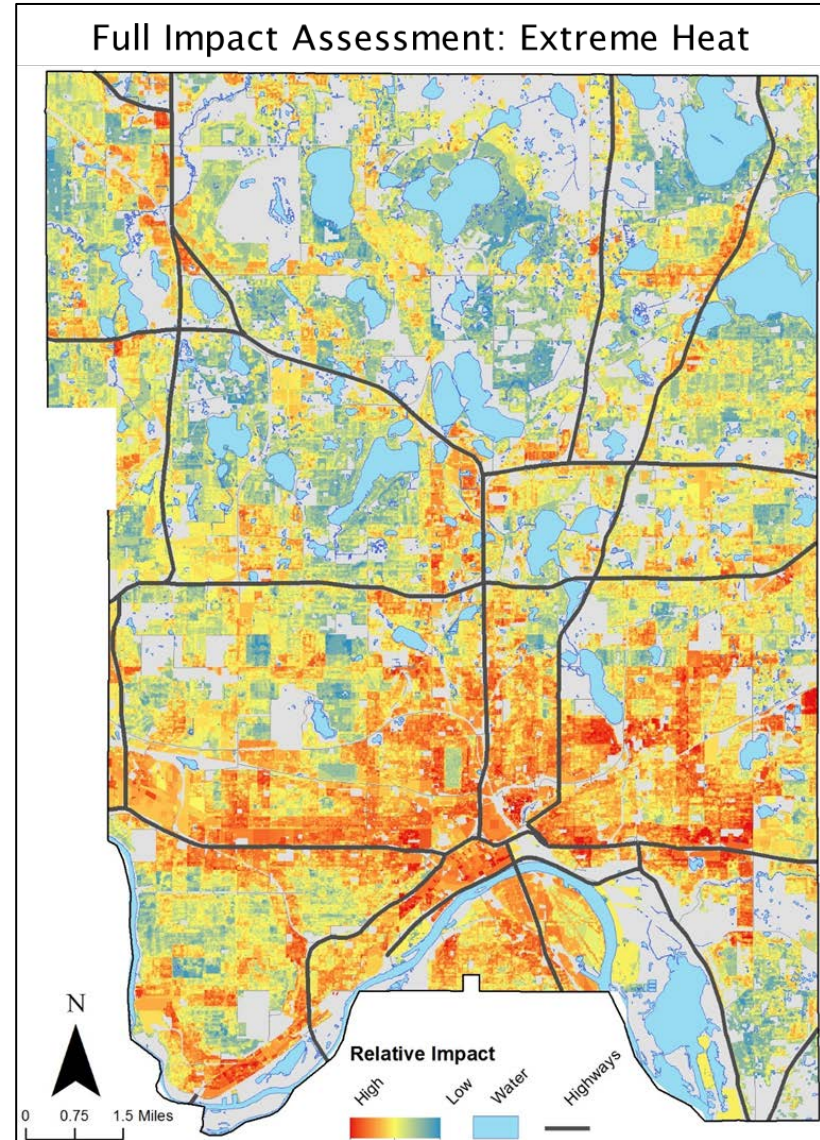 Full Impact Assessment: Extreme Heat
N
0 0.75 1.5 Miles
Relative Impact
High Low Water Highways